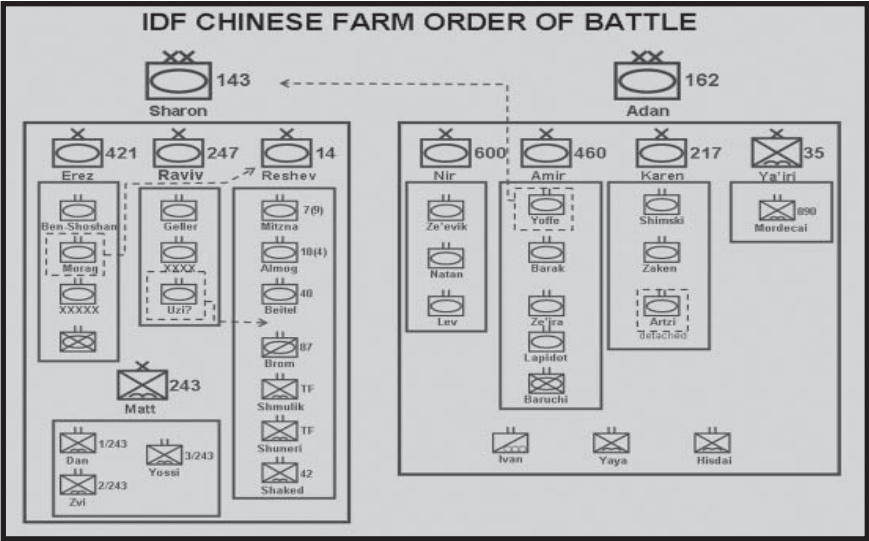 IDF CHINESE FARM ORDER OF BATTLE
XX XX
143 162
Sharon Adan
X X X X X X X
421 247 14 600 460 217 35
Erez Raviv Reshev Nir Amir Karen Ya'iri
7(9) 890
Ben-Shoshan Geller Mitzna Ze'evik Yoffe Shimski Mordecai
18(4)
Morag XXXX Almog Natan Barak Zaken
40
XXXXX Uzi? Beitel Lev Ze'ira Artzi
detached
87
Brom Lapidot
X
243 TF
Matt Shmulik Baruchi
TF
Shuneri Ivan Yaya Hisdai
1/243 3/243 42
Dan Yossi Shaked
2/243
Zvi